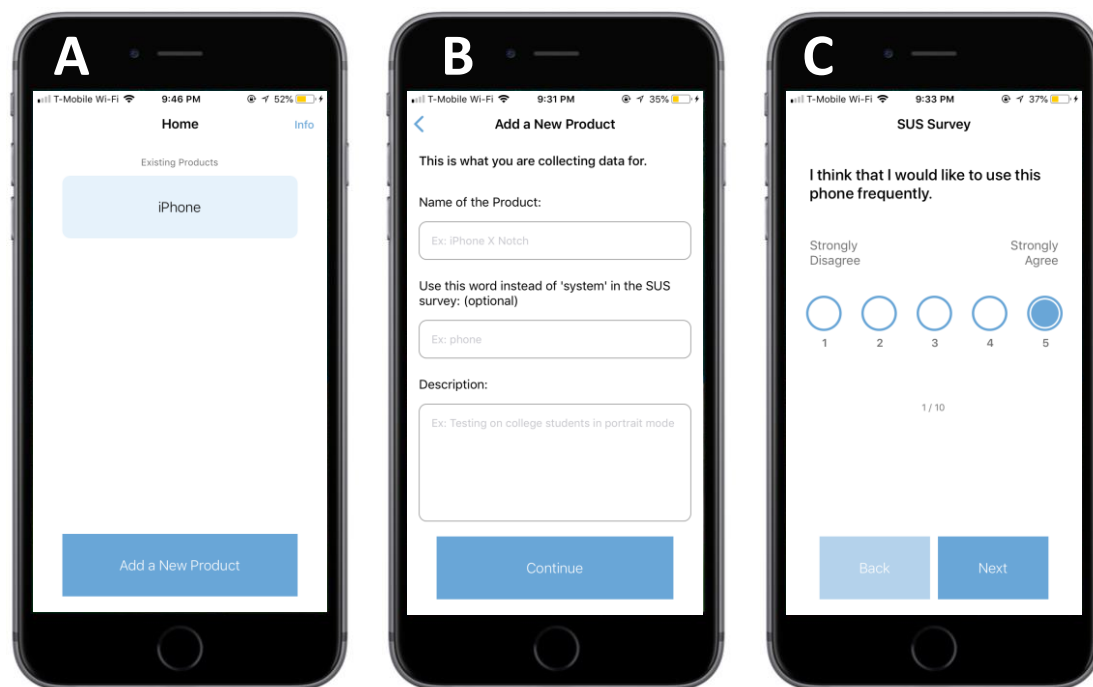 A
T-Mobile Wi-Fi 9:46 PM 52%
Home Info
Existing Products
iPhone
Add a New Product
B
T-Mobile Wi-Fi 9:31 PM 35%
Add a New Product
This is what you are collecting data for.
Name of the Product:
Ex: iPhone X Notch
Use this word instead of 'system' in the SUS
survey: (optional)
Ex: phone
Description:
Ex: Testing on college students in portrait mode
Continue
C
T-Mobile Wi-Fi 9:33 PM 37%
SUS Survey
I think that I would like to use this
phone frequently.
Strongly Strongly
Disagree Agree
1 2 3 4 5
1 / 10
Back Next